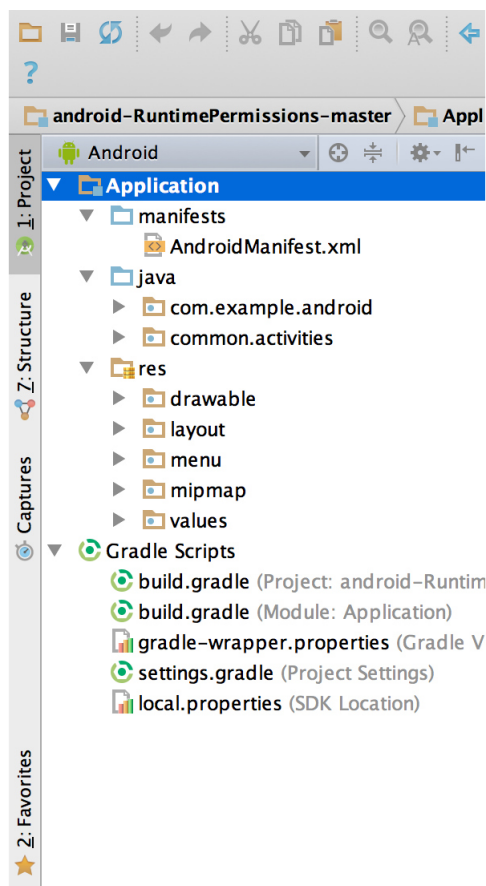 ?
android-RuntimePermissions-master
Appl
Android
1: Project
Application
manifests
AndroidManifest.xml
java
com.example.android
common.activities
res
drawable
layout
menu
mipmap
values
Gradle Scripts
build.gradle (Project: android-Runtim
build.gradle (Module: Application)
gradle-wrapper.properties (Gradle V
settings.gradle (Project Settings)
local.properties (SDK Location)
Z: Structure
Captures
2: Favorites